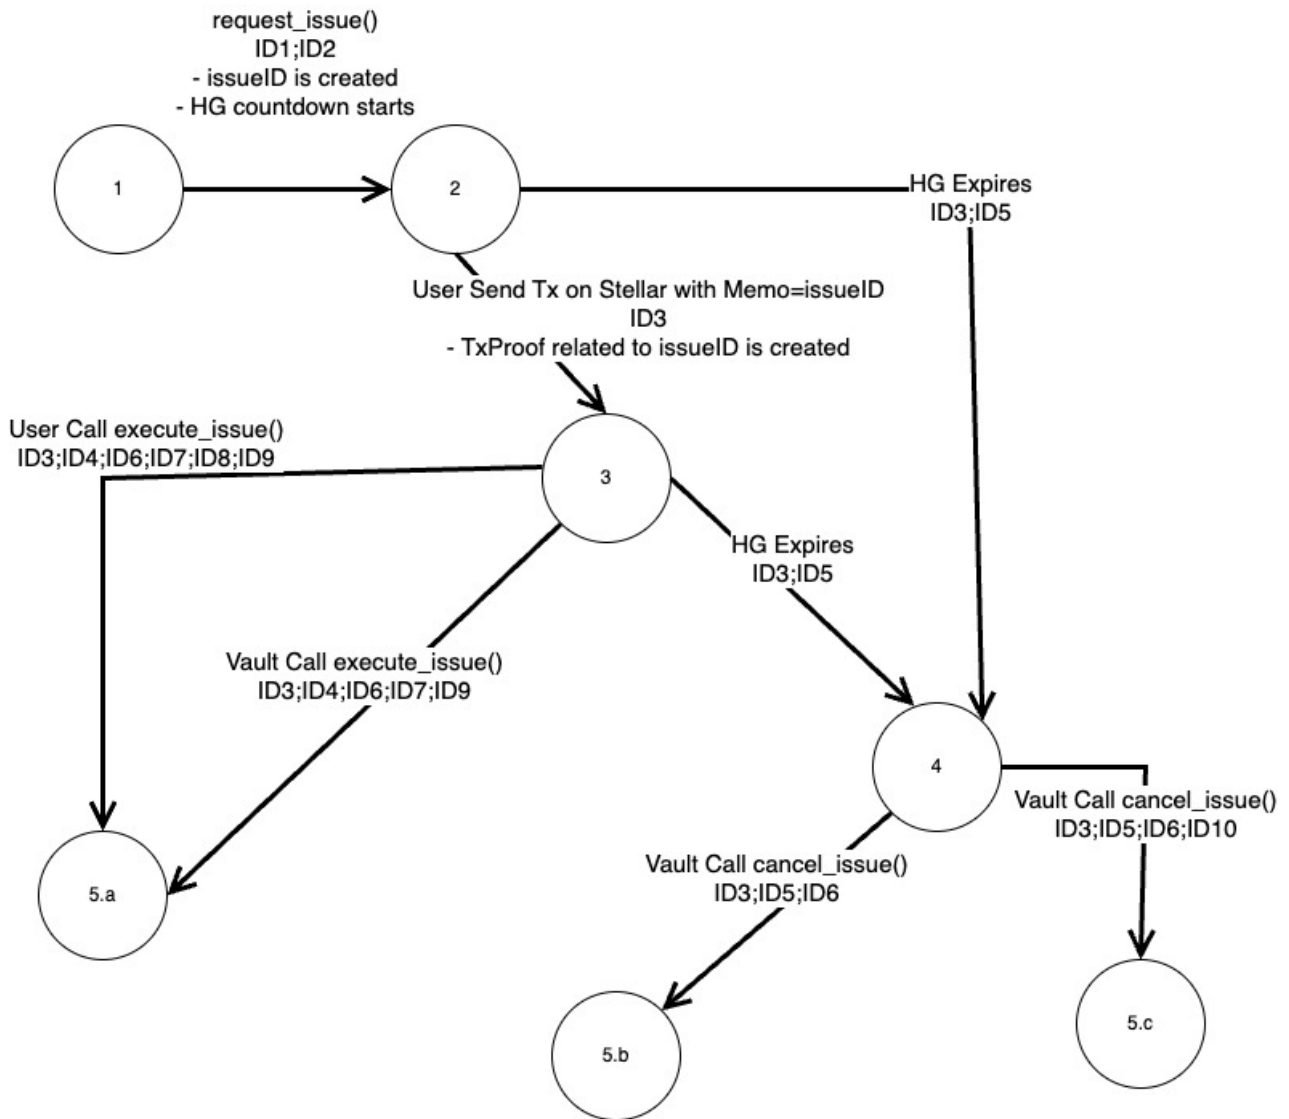 request_issue()
ID1;ID2
- issueID is created
- HG countdown starts
1
2
HG Expires
ID3;ID5
User Send Tx on Stellar with Memo=issueID
ID3
- TxProof related to issueID is created
User Call execute_issue()
ID3;ID4;ID6;ID7;ID8;ID9
3
HG Expires
ID3;ID5
Vault Call execute_issue()
ID3;ID4;ID6;ID7;ID9
4
Vault Call cancel_issue()
ID3;ID5;ID6;ID10
Vault Call cancel_issue()
ID3;ID5;ID6
5.a
5.b
5.c